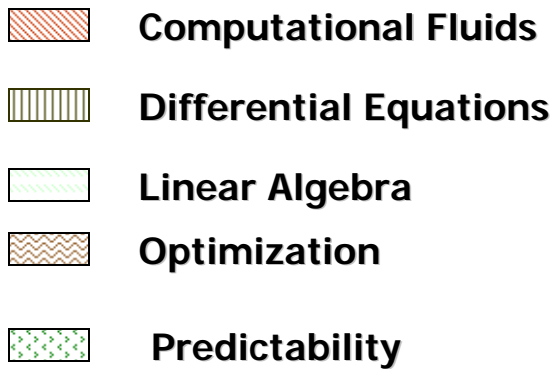 Computational Fluids
Differential Equations
Linear Algebra
Optimization
Predictability